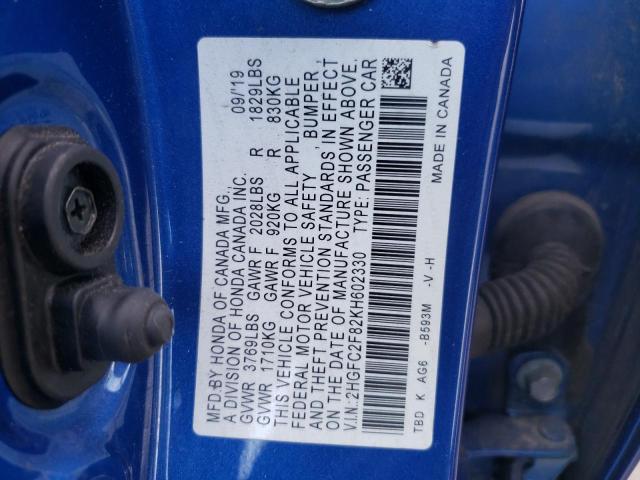 MFD.BY HONDA OF CANADA MFG., 09/'19
A DIVISION OF HONDA CANADA INC.
GVWR 3769LBS GAWR F 2028LBS R 1829LBS
GVWR 1710KG GAWR F 920KG R 830KG
THIS VEHICLE CONFORMS TO ALL APPLICABLE
FEDERAL MOTOR VEHICLE SAFETY BUMPER,
AND THEFT PREVENTION STANDARDS IN EFFECT
ON THE DATE OF MANUFACTURE SHOWN ABOVE.
V.I.N.: 2HGFC2F82KH602330 TYPE: PASSENGER CAR
TBD K AG6 -B593M -V -H MADE IN CANADA